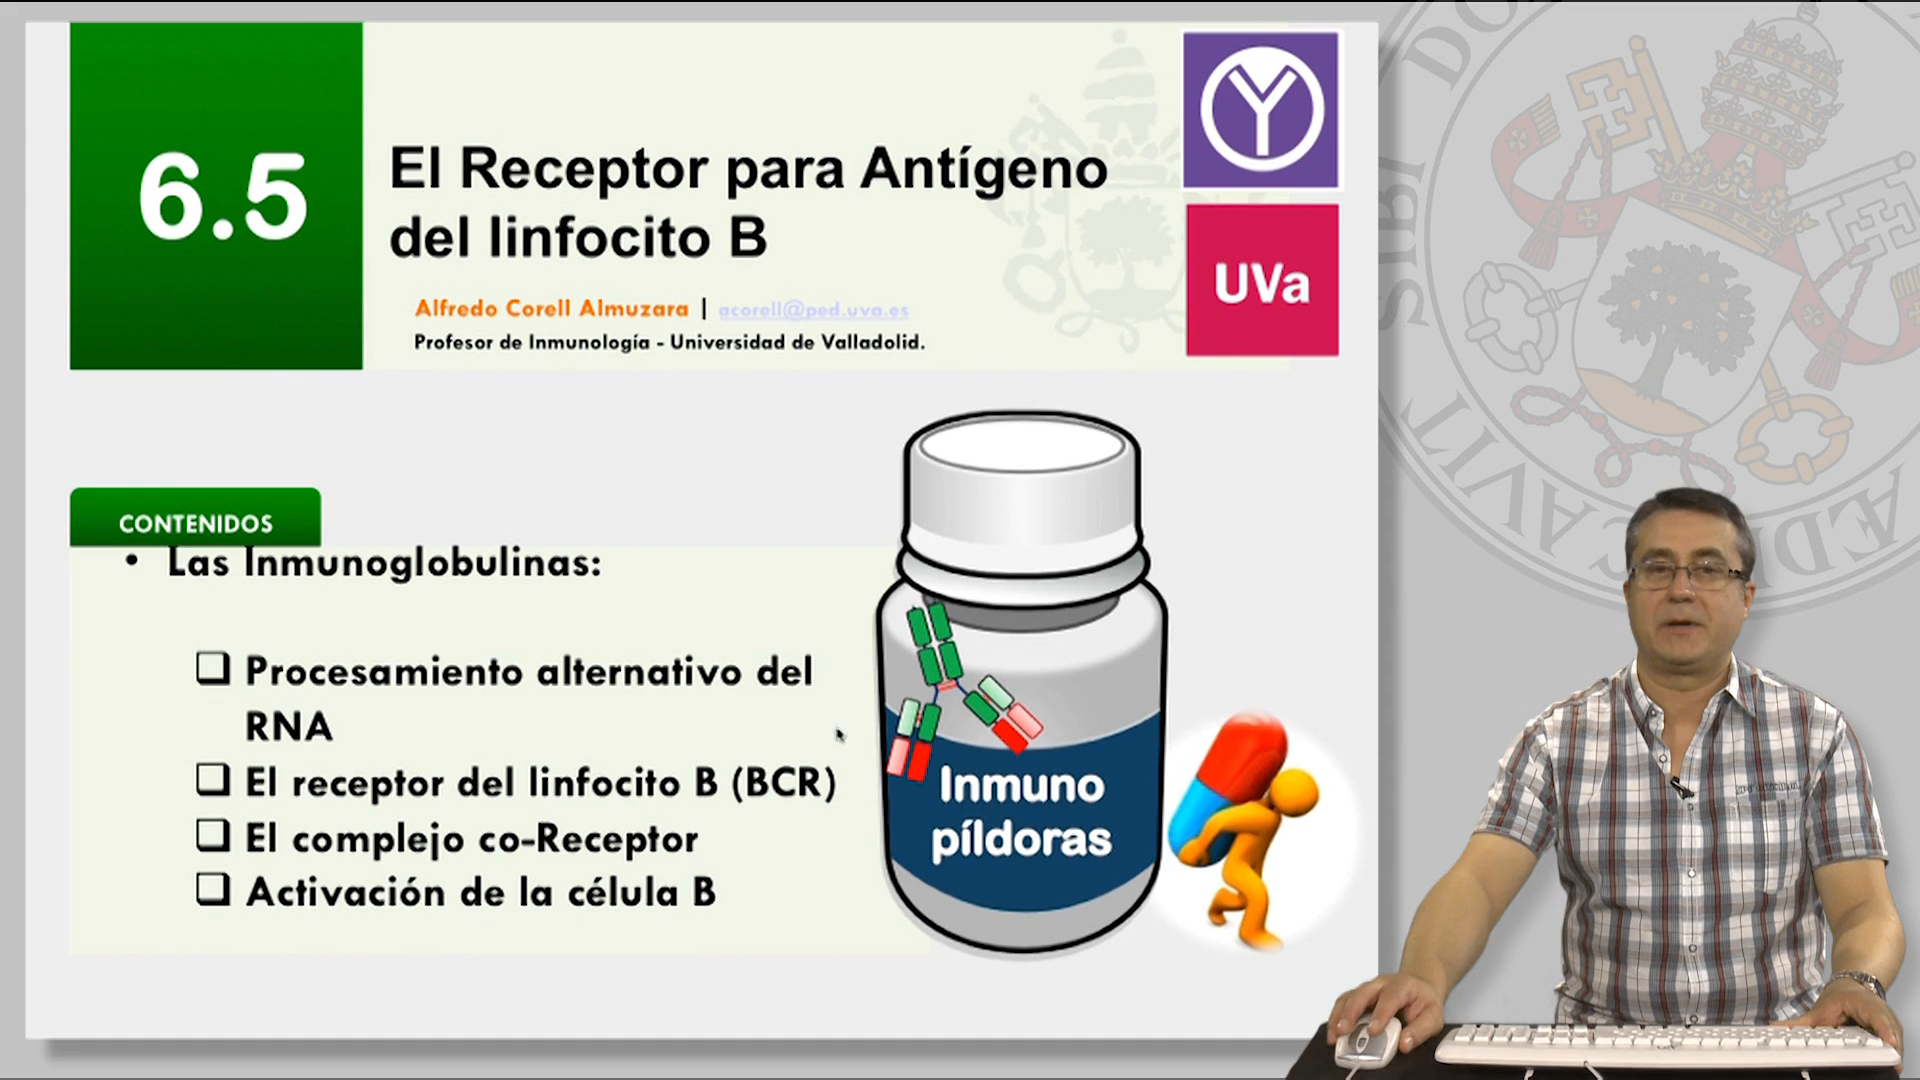 6.5
El Receptor para Antígeno
del linfocito B
Alfredo Corell Almuzara | acorell@ped.uva.es
Profesor de Inmunología - Universidad de Valladolid.
Y
UVa
CONTENIDOS
• Las Inmunoglobulinas:
❑ Procesamiento alternativo del
RNA
❑ El receptor del linfocito B (BCR)
❑ El complejo co-Receptor
❑ Activación de la célula B
Inmuno
píldoras
SIBI
AEDIFICAVIT